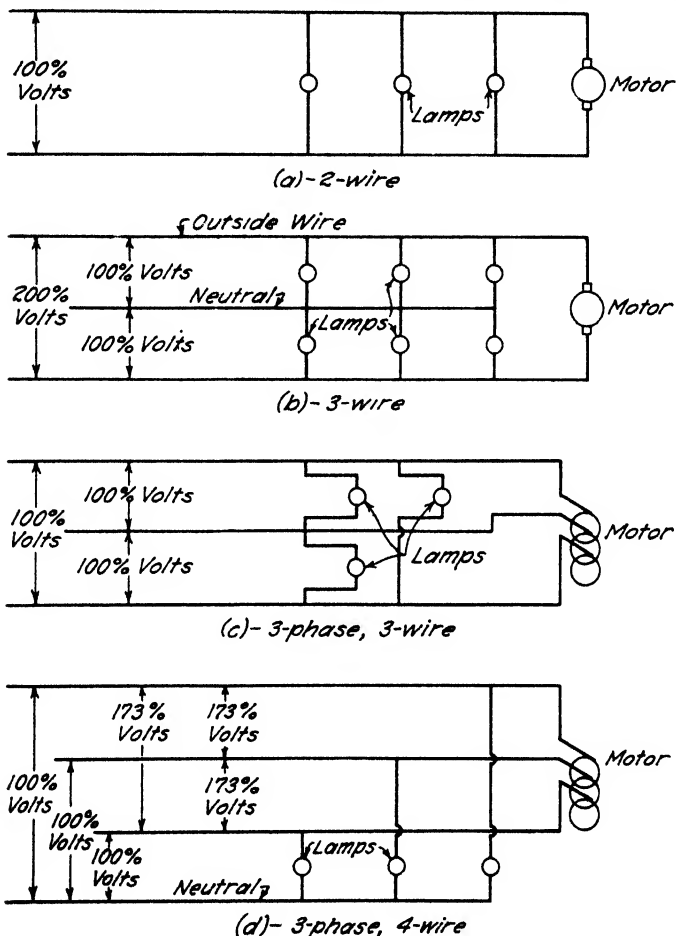 100%
Volts
Motor
Lamps
(a)-2-wire
Outside Wire
100% Volts
200%
Volts
Neutral
Motor
Lamps
100% Volts
(b)-3-wire
100% Volts
100%
Volts
Motor
Lamps
100% Volts
(c)-3-phase, 3-wire
173%
Volts
173%
Volts
Motor
173%
Volts
100%
Volts
100%
Volts
100%
Volts
Lamps
Neutral
(d)-3-phase, 4-wire